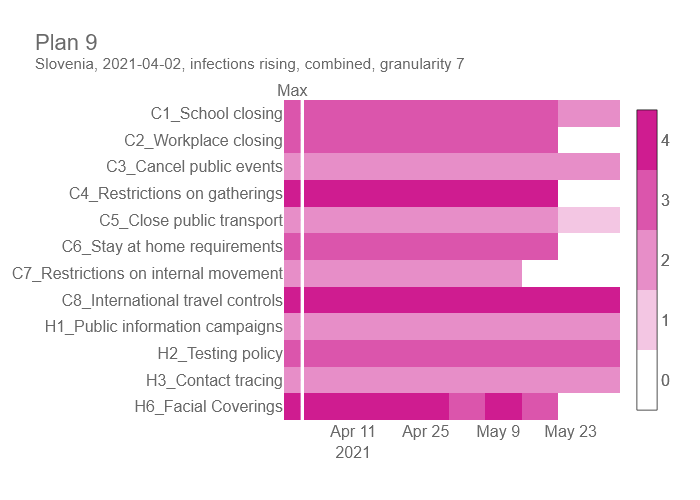 Plan 9
Slovenia, 2021-04-02, infections rising, combined, granularity 7
Max
C1_School closing
C2_Workplace closing
C3_Cancel public events
C4_Restrictions on gatherings
C5_Close public transport
C6_Stay at home requirements
C7_Restrictions on internal movement
C8_International travel controls
H1_Public information campaigns
H2_Testing policy
H3_Contact tracing
H6_Facial Coverings
Apr 11 Apr 25 May 9 May 23
2021
4
3
2
1
0